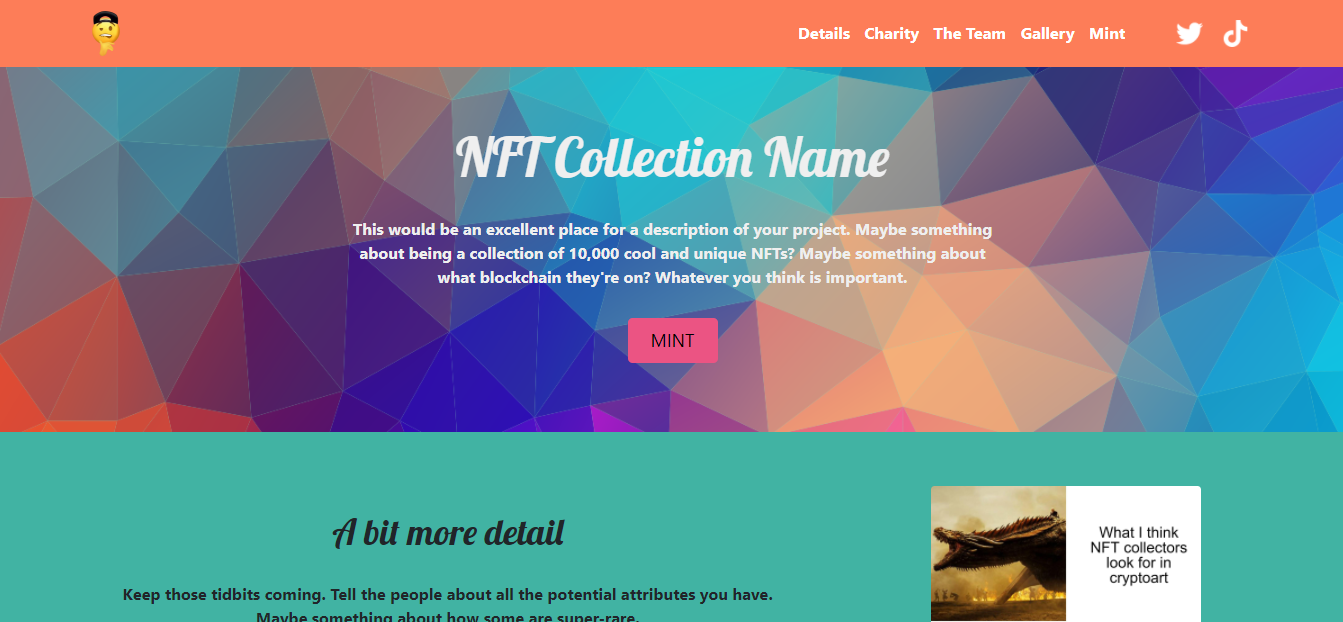 Details Charity The Team Gallery Mint
NFT Collection Name
This would be an excellent place for a description of your project. Maybe something
about being a collection of 10,000 cool and unique NFTs? Maybe something about
what blockchain they're on? Whatever you think is important.
MINT
A bit more detail
Keep those tidbits coming. Tell the people about all the potential attributes you have.
Maybe something about how some are super-rare.
What I think
NFT collectors
look for in
cryptoart